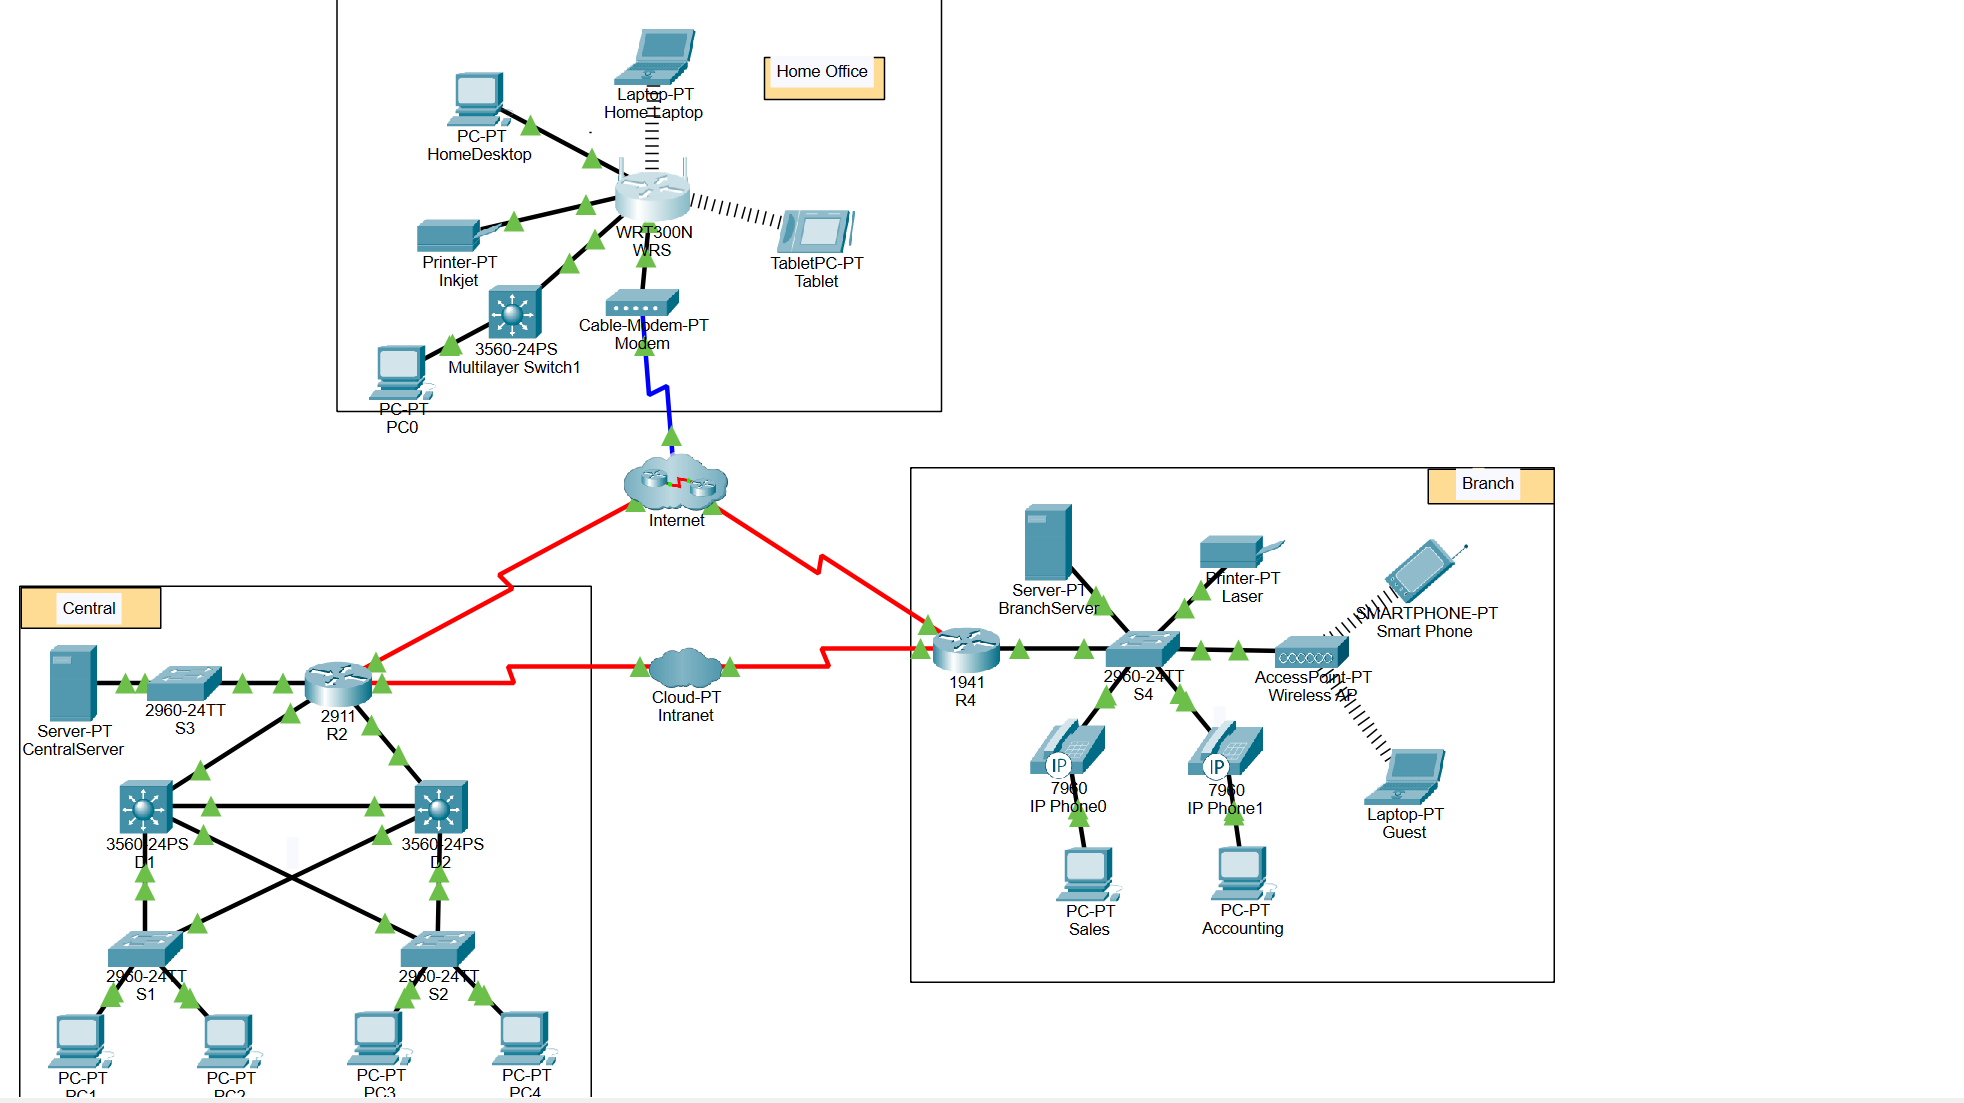 Home Office
Laptop-PT
Home Laptop
PC-PT
HomeDesktop
WRT300N
WRS
Printer-PT
Inkjet
TabletPC-PT
Tablet
Cable-Modem-PT
Modem
3560-24PS
Multilayer Switch1
PC-PT
PC0
Internet
Branch
Server-PT
BranchServer
Printer-PT
Laser
SMARTPHONE-PT
Smart Phone
Central
Server-PT
CentralServer
2960-24TT
S3
2911
R2
Cloud-PT
Intranet
1941
R4
2960-24TT
S4
AccessPoint-PT
Wireless AP
7960
IP Phone0
7960
IP Phone1
Laptop-PT
Guest
3560-24PS
D1
3560-24PS
D2
PC-PT
Sales
PC-PT
Accounting
2960-24TT
S1
2960-24TT
S2
PC-PT
PC1
PC-PT
PC2
PC-PT
PC3
PC-PT
PC4
IP
IP